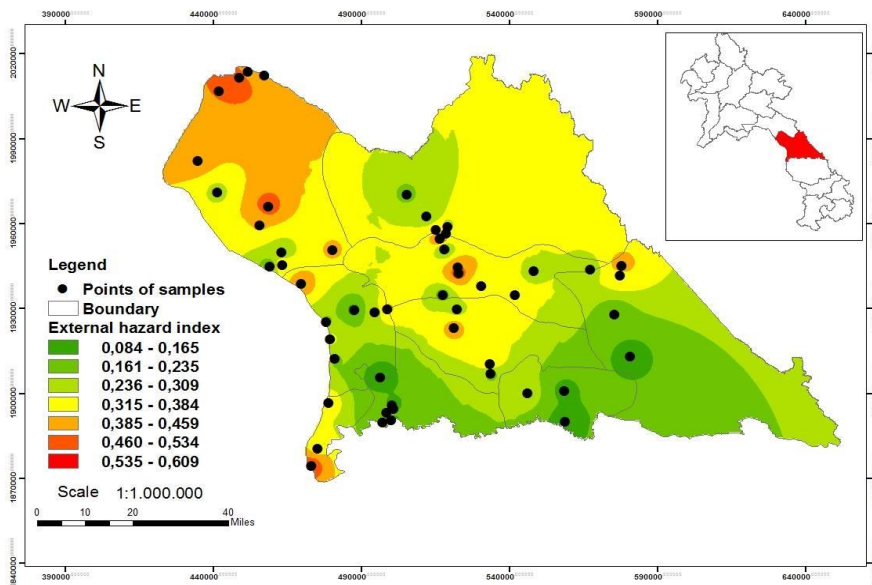 390000
440000
490000
540000
590000
640000
2020000
1990000
1960000
1930000
1900000
1870000
1840000
N
W E
S
Legend
Points of samples
Boundary
External hazard index
0,084 - 0,165
0,161 - 0,235
0,236 - 0,309
0,315 - 0,384
0,385 - 0,459
0,460 - 0,534
0,535 - 0,609
Scale 1:1.000.000
0 10 20 40
Miles
390000
440000
490000
540000
590000
640000